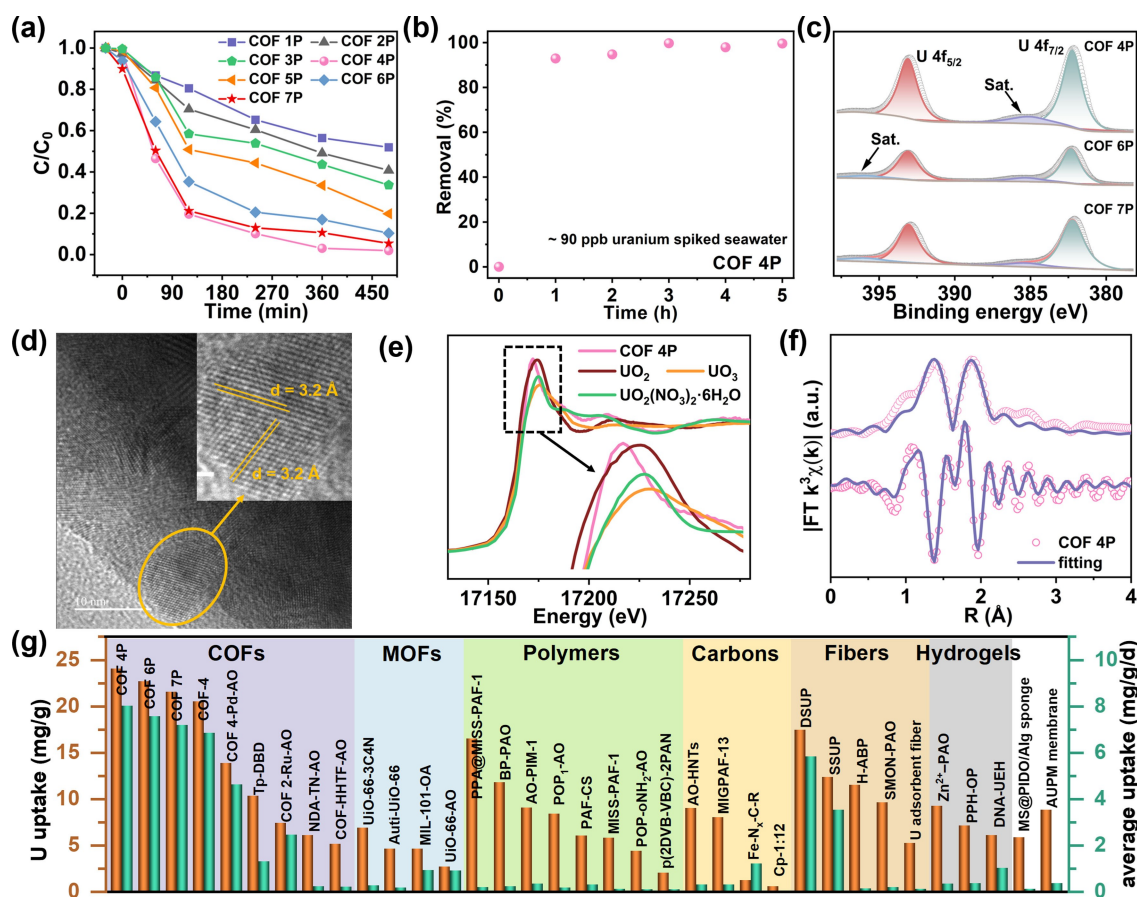 (a)
COF 1P
COF 2P
COF 3P
COF 4P
COF 5P
COF 6P
COF 7P
1.0
0.8
0.6
0.4
0.2
0.0
C/C₀
0 90 180 270 360 450
Time (min)
(b)
100
80
60
40
20
0
Removal (%)
~ 90 ppb uranium spiked seawater
COF 4P
0 1 2 3 4 5
Time (h)
(c)
U 4f₅/₂
U 4f₇/₂
COF 4P
Sat.
Sat.
COF 6P
COF 7P
395 390 385 380
Binding energy (eV)
(d)
d = 3.2 Å
d = 3.2 Å
10 nm
(e)
COF 4P
UO₂
UO₃
UO₂(NO₃)₂·6H₂O
17150 17200 17250
Energy (eV)
(f)
|FT k³χ(k)| (a.u.)
COF 4P
fitting
0 1 2 3 4
R (Å)
(g)
U uptake (mg/g)
25
20
15
10
5
0
COFs
MOFs
Polymers
Carbons
Fibers
Hydrogels
COF 4P
COF 6P
COF 7P
COF-4
COF 4-Pd-AO
Tp-DBD
COF 2-Ru-AO
NDA-TN-AO
COF-HHTF-AO
UiO-66-3C4N
Auti-UiO-66
MIL-101-OA
UiO-66-AO
PPA@MISS-PAF-1
BP-PAO
AO-PIM-1
POP₁-AO
PAF-CS
MISS-PAF-1
POP-oNH₂-AO
p(2DVB-VBC)-2PAN
AO-HNTs
MIGPAF-13
Fe-Nₓ-C-R
Cp-1:12
DSUP
SSUP
H-ABP
SMON-PAO
U adsorbent fiber
Zn²⁺-PAO
PPH-OP
DNA-UEH
MS@PIDO/Alg sponge
AUPM membrane
10
8
6
4
2
0
average uptake (mg/g/d)